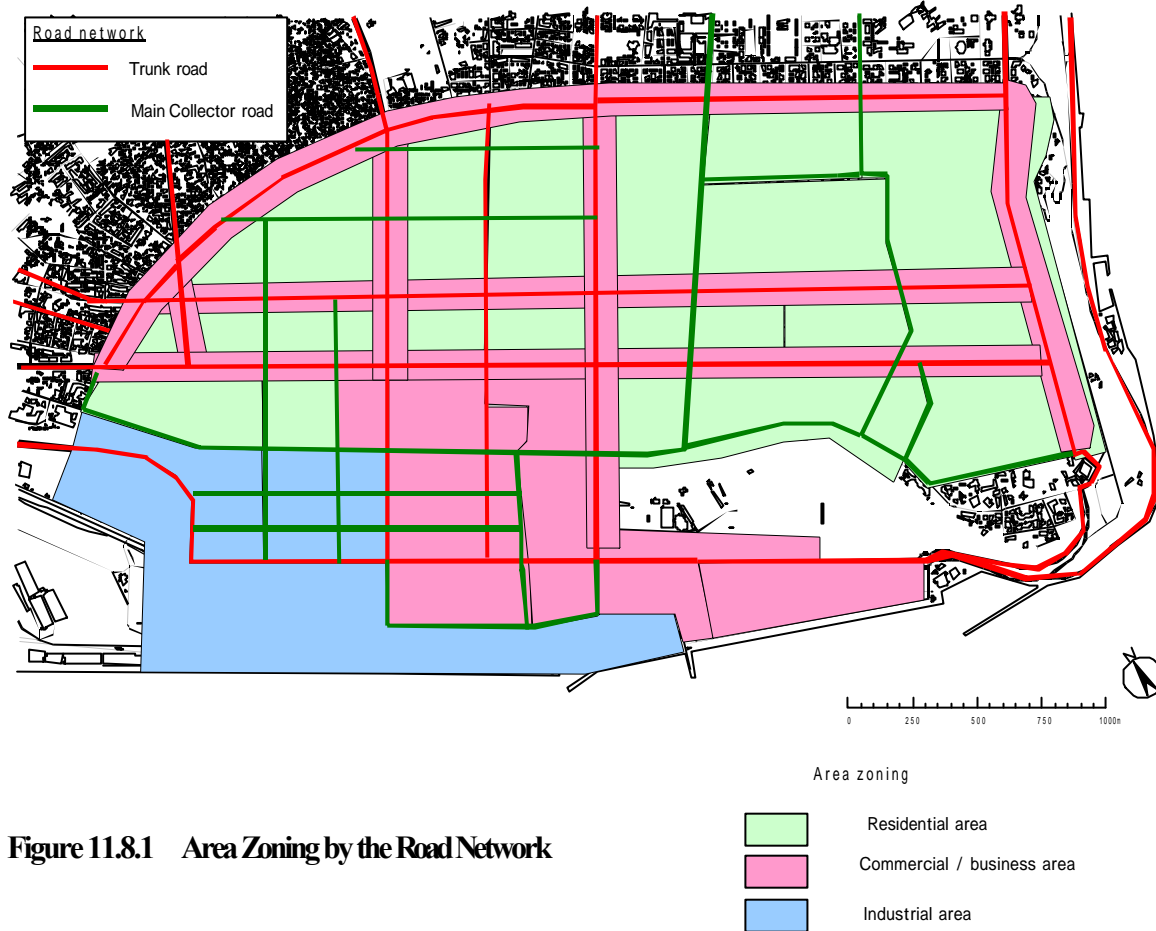 Road network
Trunk road
Main Collector road
N
0 250 500 750 1000m
Area zoning
Residential area
Commercial / business area
Industrial area
Figure 11.8.1 Area Zoning by the Road Network